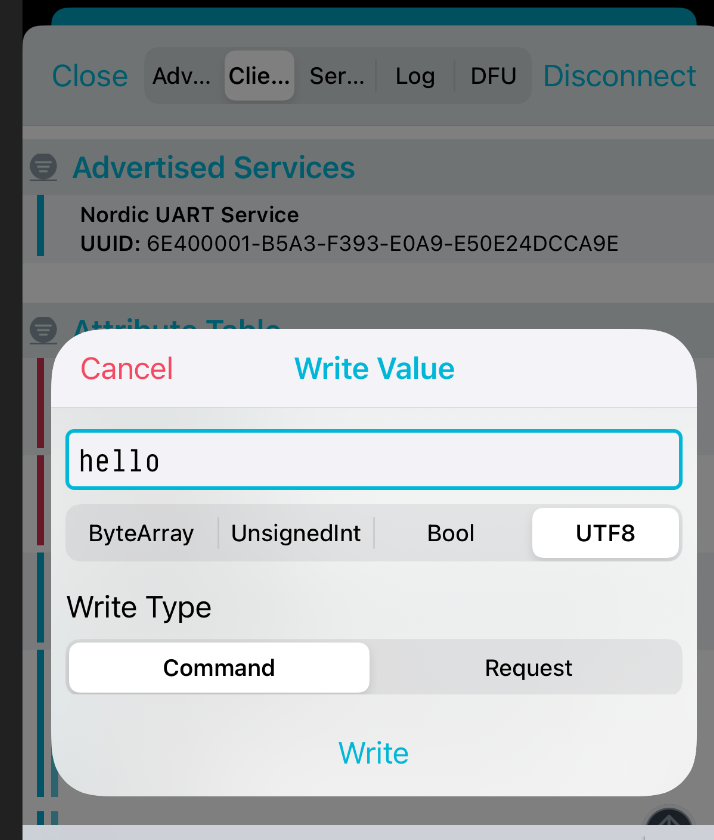 Close Adv... Clie... Ser... Log DFU Disconnect
Advertised Services
Nordic UART Service
UUID: 6E400001-B5A3-F393-E0A9-E50E24DCCA9E
Attribute Table
Cancel Write Value
hello
ByteArray UnsignedInt Bool UTF8
Write Type
Command Request
Write